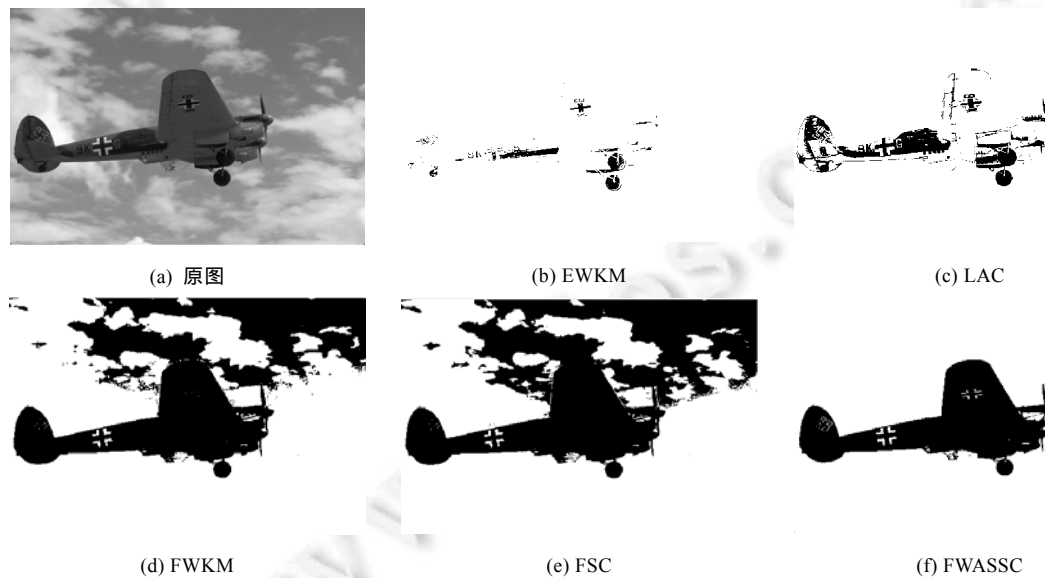 (a) 原图
(b) EWKM
(c) LAC
(d) FWKM
(e) FSC
(f) FWASSC